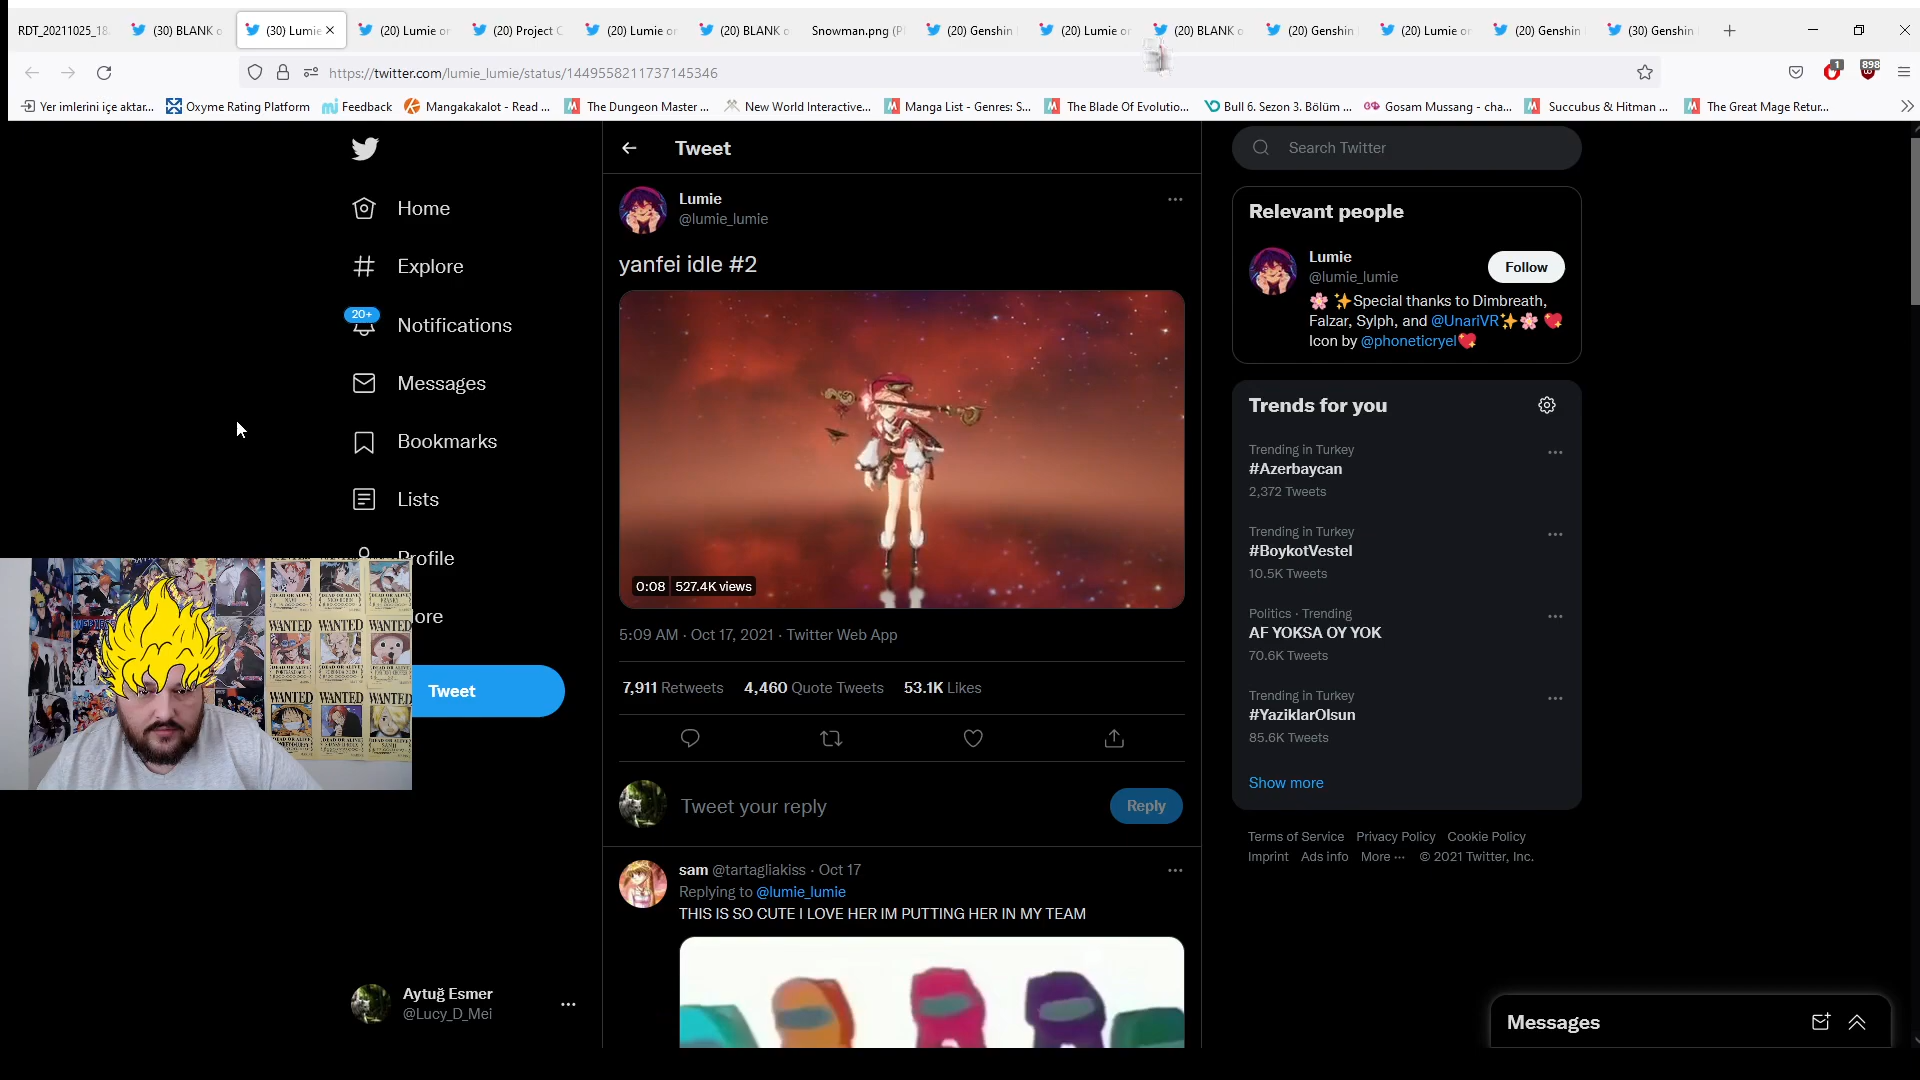 RDT_20211025_18
(30) BLANK o
(30) Lumie
(20) Lumie or
(20) Project C
(20) Lumie or
(20) BLANK o
Snowman.png (P
(20) Genshin
(20) Lumie or
(20) BLANK o
(20) Genshin
(20) Lumie or
(20) Genshin
(30) Genshin
https://twitter.com/lumie_lumie/status/1449558211737145346
1
898
Yer imlerini içe aktar...
Oxyme Rating Platform
Feedback
Mangakakalot - Read ...
The Dungeon Master ...
New World Interactive...
Manga List - Genres: S...
The Blade Of Evolutio...
Bull 6. Sezon 3. Bölüm ...
Gosam Mussang - cha...
Succubus & Hitman ...
The Great Mage Retur...
Home
Explore
20+
Notifications
Messages
Bookmarks
Lists
Profile
ore
Tweet
Aytuğ Esmer
@Lucy_D_Mei
Tweet
Lumie
@lumie_lumie
yanfei idle #2
0:08 527.4K views
5:09 AM · Oct 17, 2021 · Twitter Web App
7,911 Retweets 4,460 Quote Tweets 53.1K Likes
Tweet your reply
Reply
sam @tartagliakiss · Oct 17
Replying to @lumie_lumie
THIS IS SO CUTE I LOVE HER IM PUTTING HER IN MY TEAM
Search Twitter
Relevant people
Lumie
@lumie_lumie
Follow
🌸 ✨Special thanks to Dimbreath,
Falzar, Sylph, and @UnariVR✨🌸 💖
Icon by @phoneticryel💖
Trends for you
Trending in Turkey
#Azerbaycan
2,372 Tweets
Trending in Turkey
#BoykotVestel
10.5K Tweets
Politics · Trending
AF YOKSA OY YOK
70.6K Tweets
Trending in Turkey
#YaziklarOlsun
85.6K Tweets
Show more
Terms of Service Privacy Policy Cookie Policy
Imprint Ads info More ··· © 2021 Twitter, Inc.
Messages
WANTED WANTED WANTED
WANTED WANTED WANTED